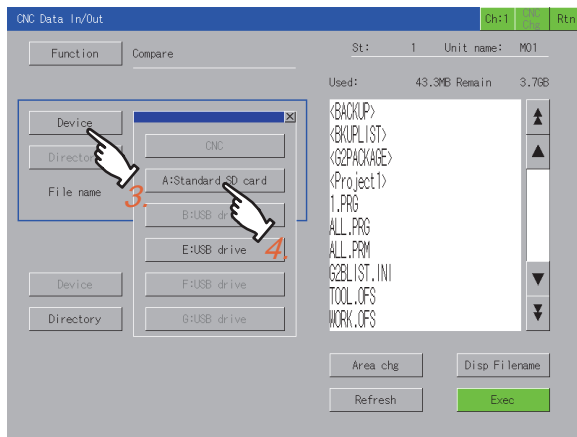 CNC Data In/Out
Ch:1
CNC Chg
Rtn
Function
Compare
St: 1 Unit name: M01
Used: 43.3MB Remain 3.7GB
Device
File name
3.
CNC
A:Standard SD card
E:USB drive
4.
F:USB drive
G:USB drive
Device
Directory
<BACKUP>
<BKUPLIST>
<G2PACKAGE>
<Project1>
1.PRG
ALL.PRG
ALL.PRM
G2BLIST.INI
TOOL.OFS
WORK.OFS
Area chg
Disp Filename
Refresh
Exec